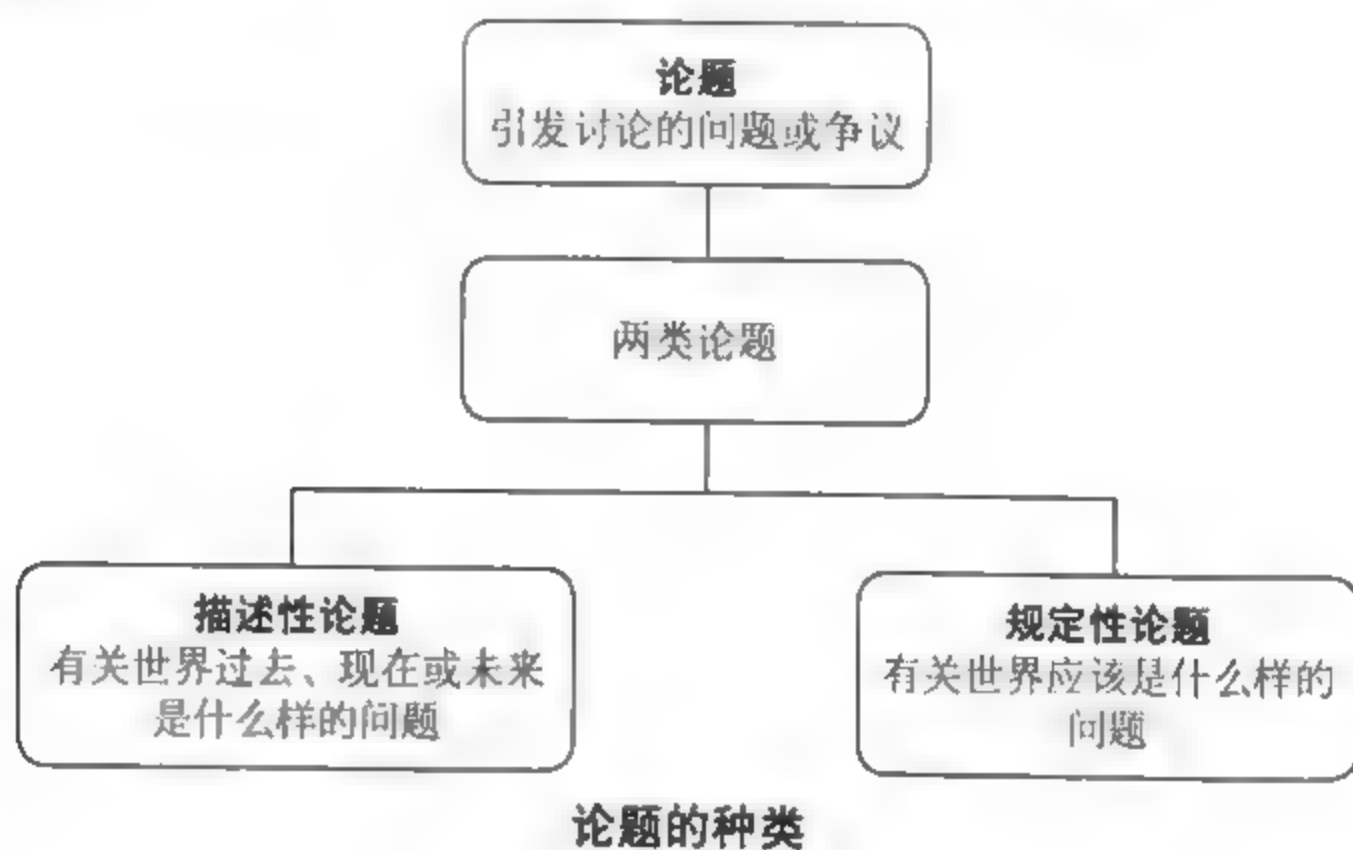 论题
引发讨论的问题或争议
两类论题
描述性论题
有关世界过去、现在或未来
是什么样的问题
规定性论题
有关世界应该是什么样的
问题
论题的种类